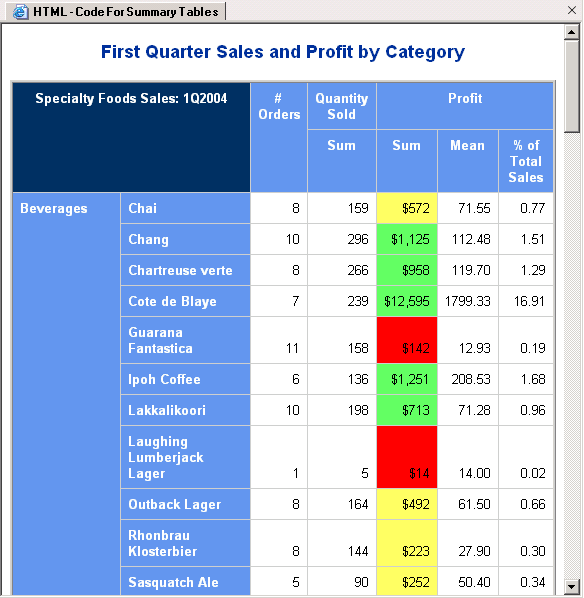 HTML - Code For Summary Tables
First Quarter Sales and Profit by Category
Specialty Foods Sales: 1Q2004 # Orders Quantity Sold Profit
Sum Sum Mean % of Total Sales
Beverages Chai 8 159 $572 71.55 0.77
Chang 10 296 $1,125 112.48 1.51
Chartreuse verte 8 266 $958 119.70 1.29
Cote de Blaye 7 239 $12,595 1799.33 16.91
Guarana
Fantastica 11 158 $142 12.93 0.19
Ipoh Coffee 6 136 $1,251 208.53 1.68
Lakkalikoori 10 198 $713 71.28 0.96
Laughing
Lumberjack
Lager 1 5 $14 14.00 0.02
Outback Lager 8 164 $492 61.50 0.66
Rhonbrau
Klosterbier 8 144 $223 27.90 0.30
Sasquatch Ale 5 90 $252 50.40 0.34